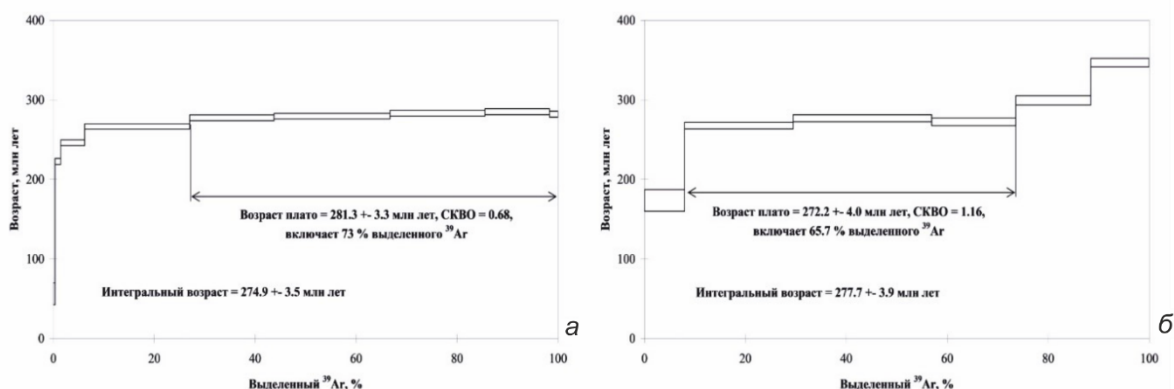 400
300
200
100
0
Возраст, млн лет
Возраст плато = 281.3 +- 3.3 млн лет, СКВО = 0.68,
включает 73 % выделенного ³⁹Ar
Интегральный возраст = 274.9 +- 3.5 млн лет
0 20 40 60 80 100
Выделенный ³⁹Ar, %
а
400
300
200
100
0
Возраст, млн лет
Возраст плато = 272.2 +- 4.0 млн лет, СКВО = 1.16,
включает 65.7 % выделенного ³⁹Ar
Интегральный возраст = 277.7 +- 3.9 млн лет
0 20 40 60 80 100
Выделенный ³⁹Ar, %
б